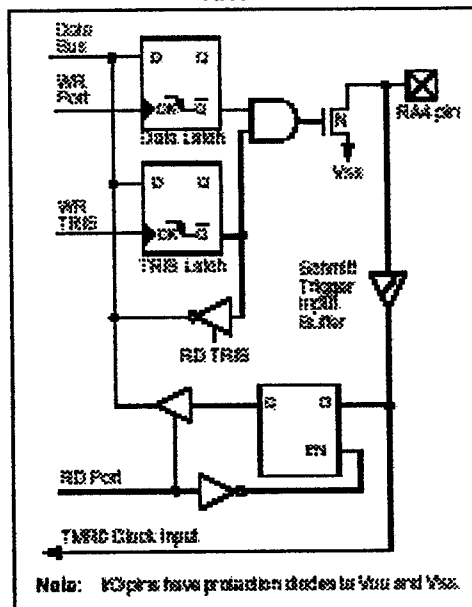 Data
Bus
D Q
WR
Port
CK Q
N
RA4 pin
Data Latch
Vss
D Q
WR
TRIS
CK Q
TRIS Latch
Schmitt
Trigger
Input
Buffer
RD TRIS
Q D
EN
RD Port
TMR0 Clock Input
Note: I/O pins have protection diodes to VDD and VSS.